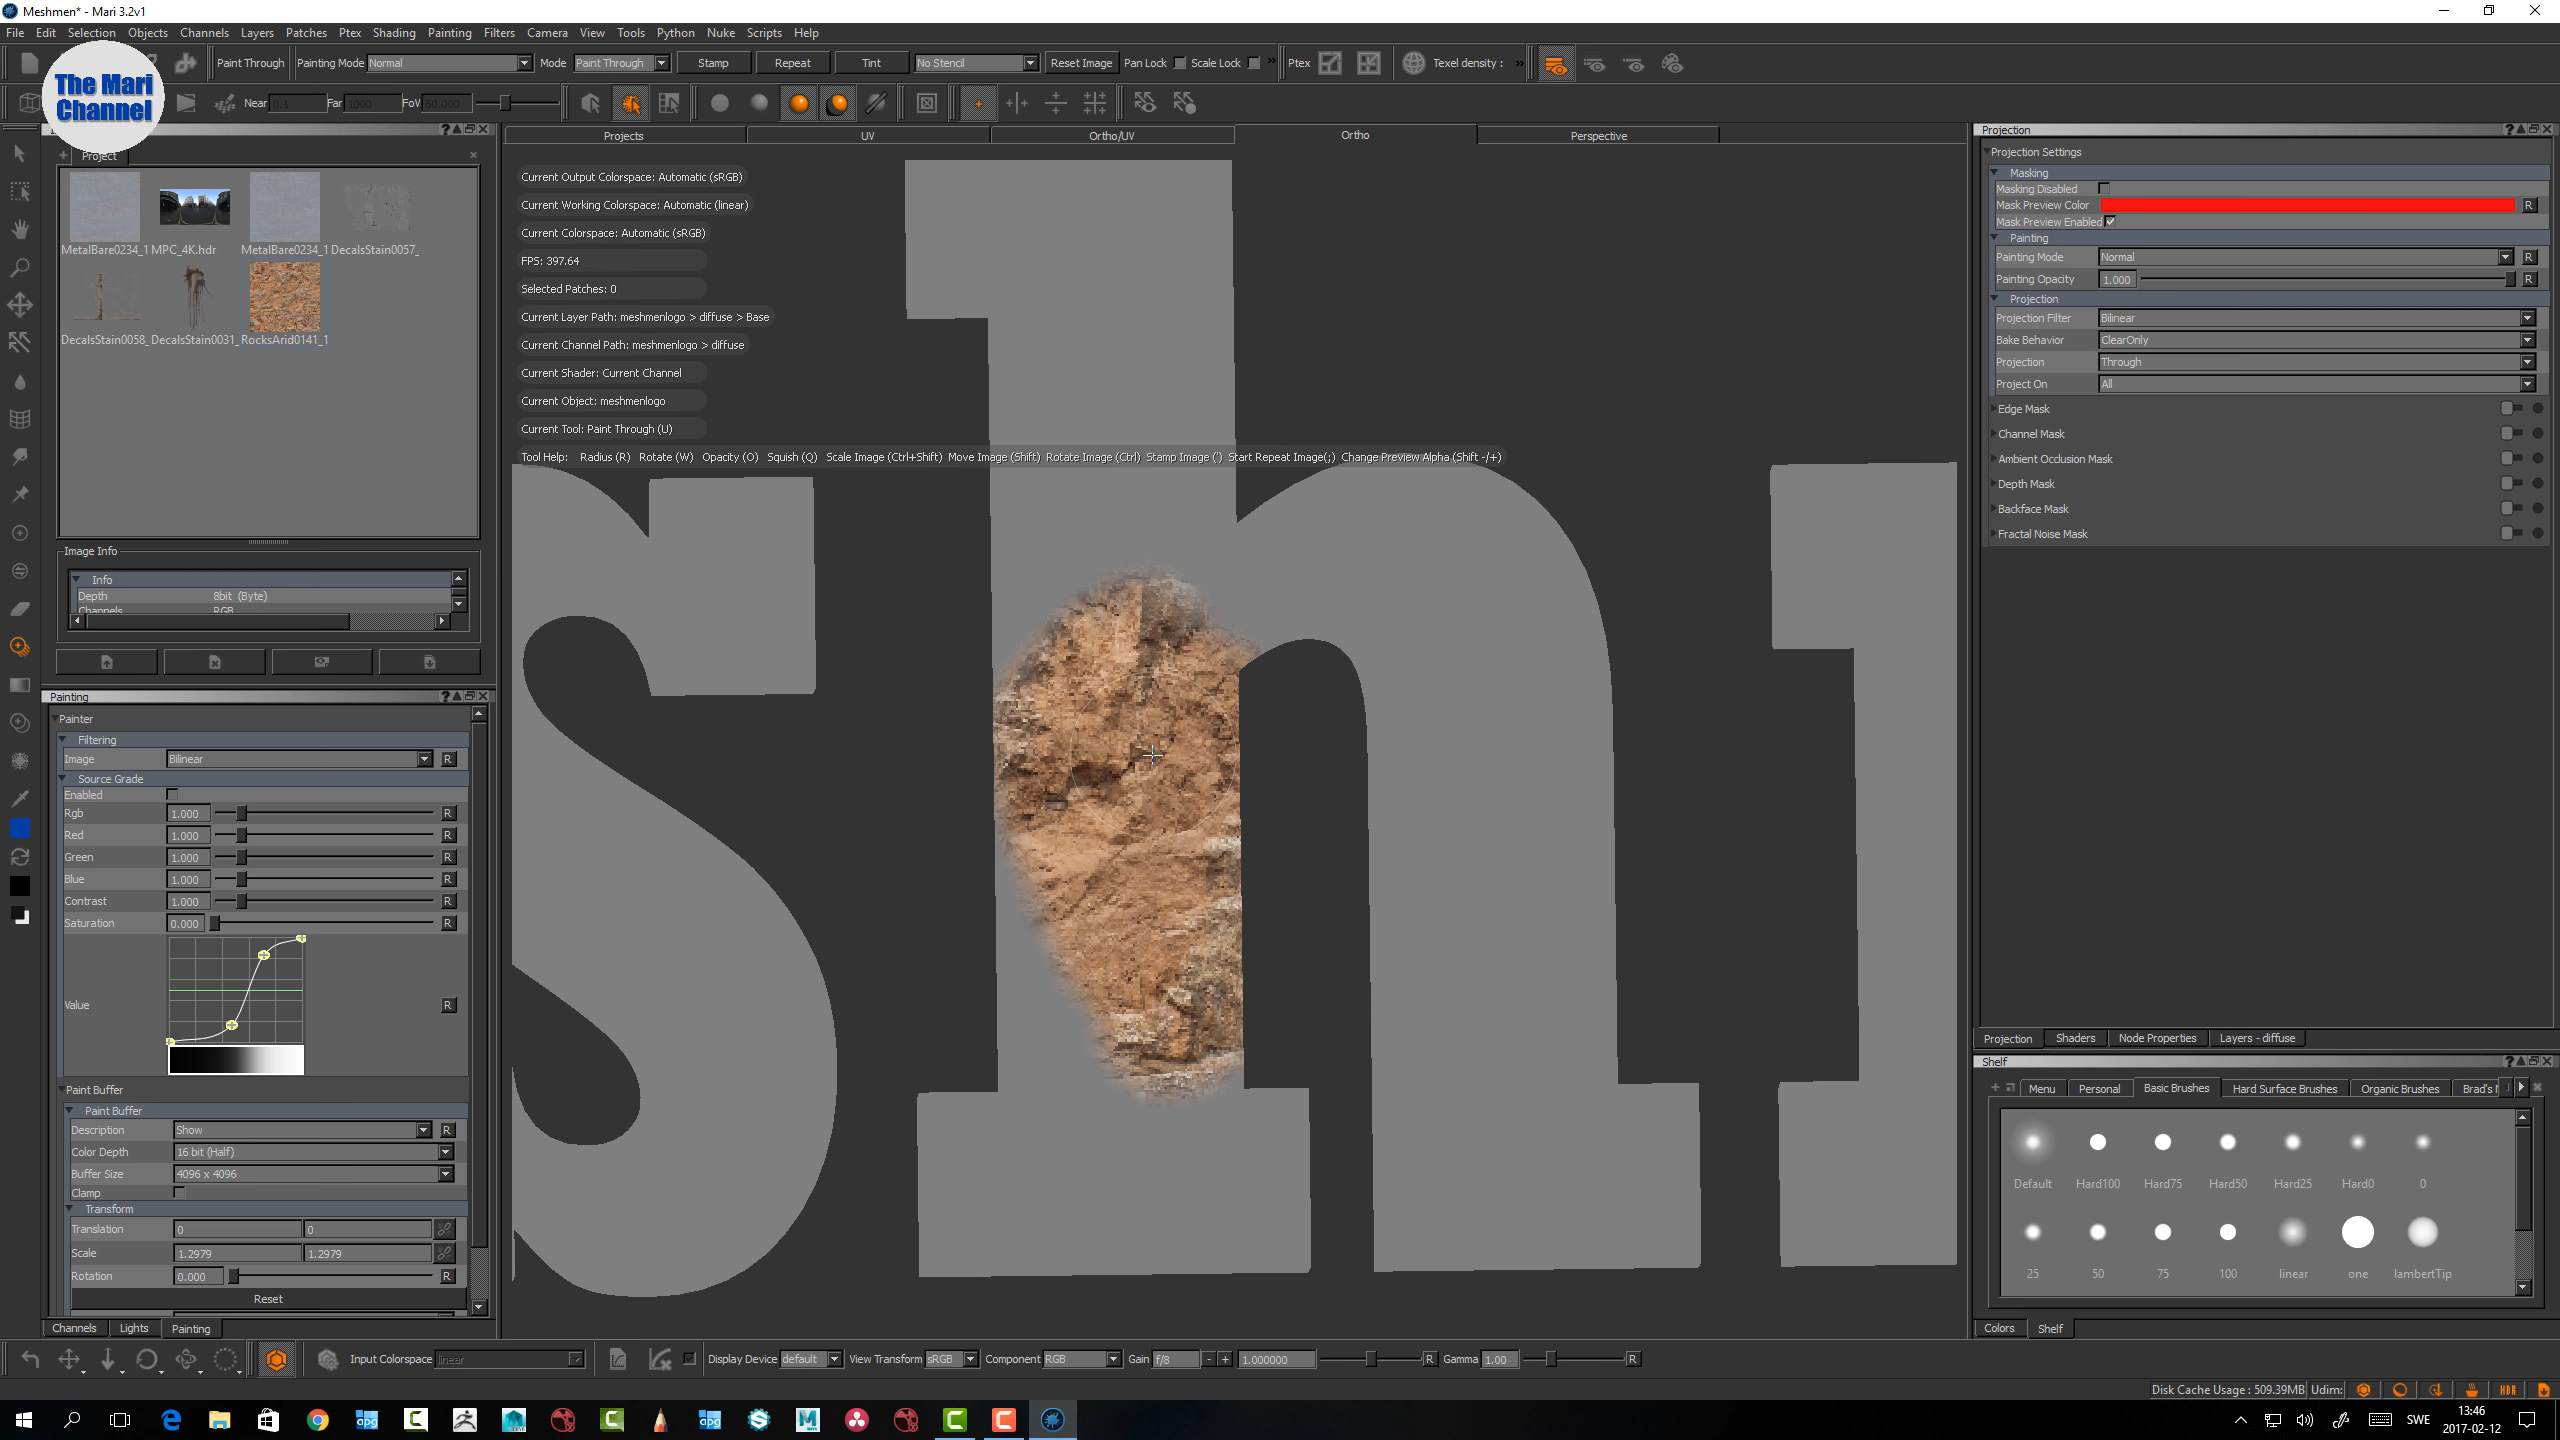 Meshmen* - Mari 3.2v1
File Edit Selection Objects Channels Layers Patches Ptex Shading Painting Filters Camera View Tools Python Nuke Scripts Help
Paint Through Painting Mode Normal Mode Paint Through Stamp Repeat Tint No Stencil Reset Image Pan Lock Scale Lock » Ptex Texel density : »
The Mari
Channel
Near 0.1 Far 1000 FoV 60.000
Projects UV Ortho/UV Ortho Perspective
Project
MetalBare0234_1 MPC_4K.hdr MetalBare0234_1 DecalsStain0057_
DecalsStain0058_ DecalsStain0031_ RocksArid0141_1
Image Info
Info
Depth 8bit (Byte)
Channels RGB
Painting
Painter
Filtering
Image Bilinear R
Source Grade
Enabled
Rgb 1.000 R
Red 1.000 R
Green 1.000 R
Blue 1.000 R
Contrast 1.000 R
Saturation 0.000 R
Value R
Paint Buffer
Paint Buffer
Description Show R
Color Depth 16 bit (Half)
Buffer Size 4096 x 4096
Clamp
Transform
Translation 0 0
Scale 1.2979 1.2979
Rotation 0.000 R
Reset
Channels Lights Painting
Current Output Colorspace: Automatic (sRGB)
Current Working Colorspace: Automatic (linear)
Current Colorspace: Automatic (sRGB)
FPS: 397.64
Selected Patches: 0
Current Layer Path: meshmenlogo > diffuse > Base
Current Channel Path: meshmenlogo > diffuse
Current Shader: Current Channel
Current Object: meshmenlogo
Current Tool: Paint Through (U)
Tool Help: Radius (R) Rotate (W) Opacity (O) Squish (Q) Scale Image (Ctrl+Shift) Move Image (Shift) Rotate Image (Ctrl) Stamp Image (') Start Repeat Image(;) Change Preview Alpha (Shift -/+)
Projection
Projection Settings
Masking
Masking Disabled
Mask Preview Color R
Mask Preview Enabled
Painting
Painting Mode Normal R
Painting Opacity 1.000 R
Projection
Projection Filter Bilinear
Bake Behavior ClearOnly
Projection Through
Project On All
Edge Mask
Channel Mask
Ambient Occlusion Mask
Depth Mask
Backface Mask
Fractal Noise Mask
Projection Shaders Node Properties Layers - diffuse
Shelf
Menu Personal Basic Brushes Hard Surface Brushes Organic Brushes
Default Hard100 Hard75 Hard50 Hard25 Hard0 0
25 50 75 100 linear one lambertTip
Colors Shelf
Input Colorspace linear Display Device default View Transform sRGB Component RGB Gain f/8 - + 1.000000 R Gamma 1.00 R
Disk Cache Usage : 509.39MB Udim: HDR
SWE
13:46
2017-02-12